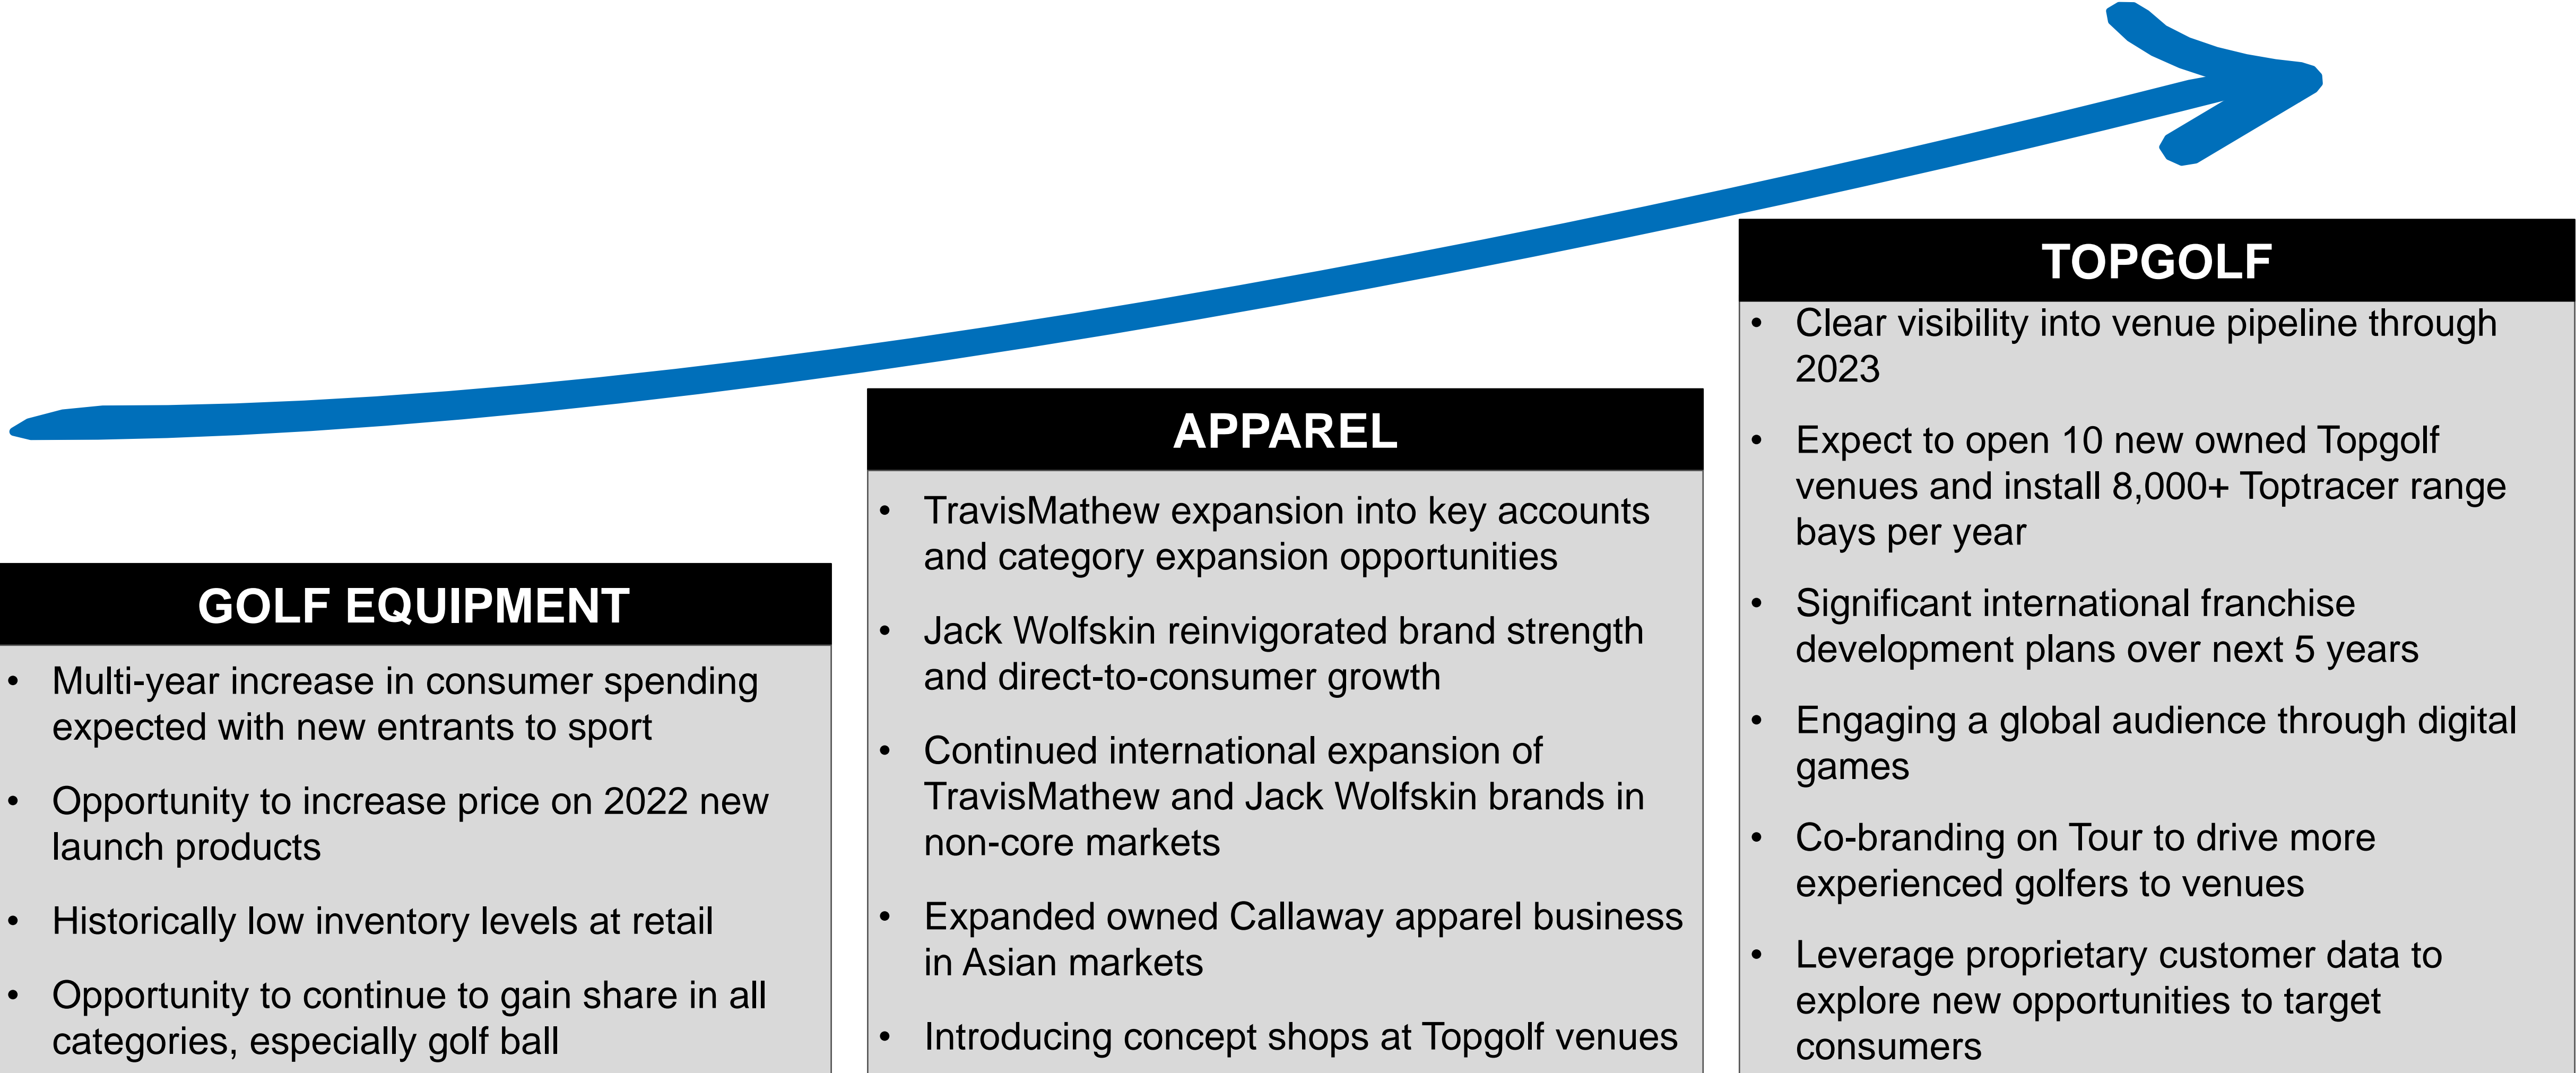 GOLF EQUIPMENT
• Multi-year increase in consumer spending
expected with new entrants to sport
• Opportunity to increase price on 2022 new
launch products
• Historically low inventory levels at retail
• Opportunity to continue to gain share in all
categories, especially golf ball
APPAREL
• TravisMathew expansion into key accounts
and category expansion opportunities
• Jack Wolfskin reinvigorated brand strength
and direct-to-consumer growth
• Continued international expansion of
TravisMathew and Jack Wolfskin brands in
non-core markets
• Expanded owned Callaway apparel business
in Asian markets
• Introducing concept shops at Topgolf venues
TOPGOLF
• Clear visibility into venue pipeline through
2023
• Expect to open 10 new owned Topgolf
venues and install 8,000+ Toptracer range
bays per year
• Significant international franchise
development plans over next 5 years
• Engaging a global audience through digital
games
• Co-branding on Tour to drive more
experienced golfers to venues
• Leverage proprietary customer data to
explore new opportunities to target
consumers